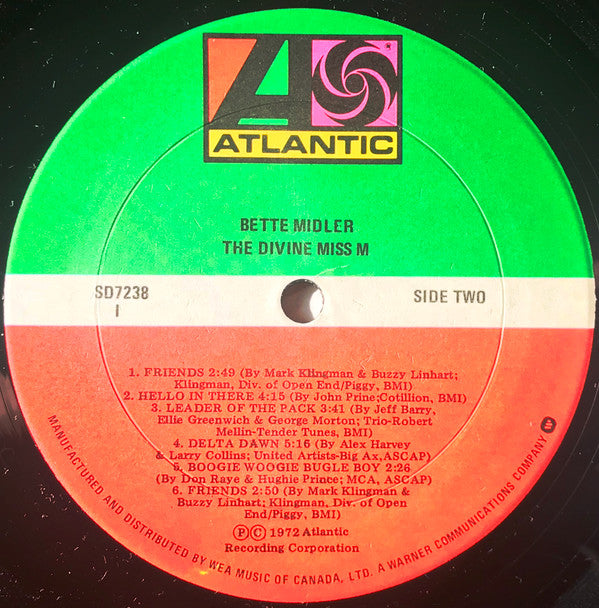 ATLANTIC
BETTE MIDLER
THE DIVINE MISS M
SD7238
I
SIDE TWO
1. FRIENDS 2:49 (By Mark Klingman & Buzzy Linhart;
Klingman, Div. of Open End/Piggy, BMI)
2. HELLO IN THERE 4:15 (By John Prine;Cotillion, BMI)
3. LEADER OF THE PACK 3:41 (By Jeff Barry,
Ellie Greenwich & George Morton; Trio-Robert
Mellin-Tender Tunes, BMI)
4. DELTA DAWN 5:16 (By Alex Harvey
& Larry Collins; United Artists-Big Ax,ASCAP)
5. BOOGIE WOOGIE BUGLE BOY 2:26
(By Don Raye & Hughie Prince; MCA, ASCAP)
6. FRIENDS 2:50 (By Mark Klingman &
Buzzy Linhart; Klingman, Div. of Open
End/Piggy, BMI)
Ⓟ©1972 Atlantic
Recording Corporation
MANUFACTURED AND DISTRIBUTED BY WEA MUSIC OF CANADA, LTD. A WARNER COMMUNICATIONS COMPANY